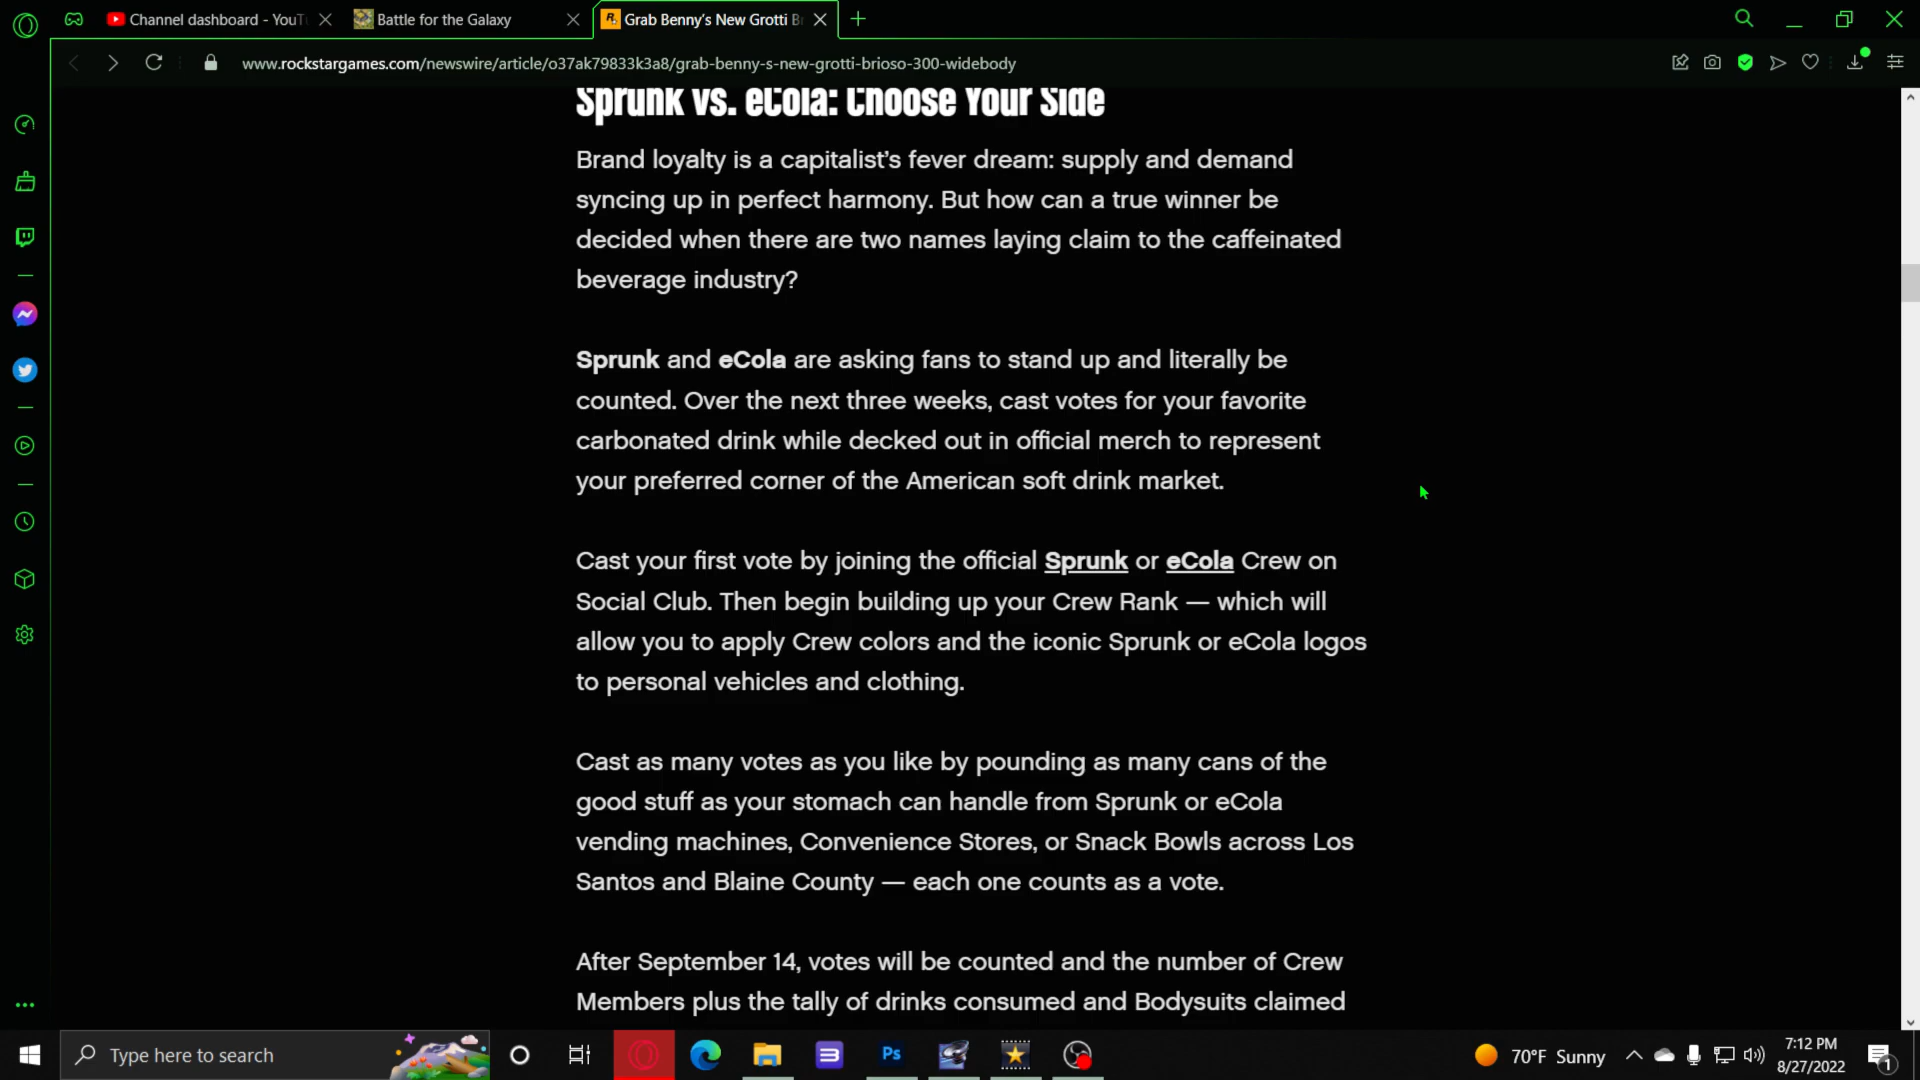 Channel dashboard - YouT
Battle for the Galaxy
Grab Benny's New Grotti B
www.rockstargames.com/newswire/article/o37ak79833k3a8/grab-benny-s-new-grotti-brioso-300-widebody
Sprunk vs. eCola: Choose Your Side
Brand loyalty is a capitalist's fever dream: supply and demand
syncing up in perfect harmony. But how can a true winner be
decided when there are two names laying claim to the caffeinated
beverage industry?
Sprunk and eCola are asking fans to stand up and literally be
counted. Over the next three weeks, cast votes for your favorite
carbonated drink while decked out in official merch to represent
your preferred corner of the American soft drink market.
Cast your first vote by joining the official Sprunk or eCola Crew on
Social Club. Then begin building up your Crew Rank — which will
allow you to apply Crew colors and the iconic Sprunk or eCola logos
to personal vehicles and clothing.
Cast as many votes as you like by pounding as many cans of the
good stuff as your stomach can handle from Sprunk or eCola
vending machines, Convenience Stores, or Snack Bowls across Los
Santos and Blaine County — each one counts as a vote.
After September 14, votes will be counted and the number of Crew
Members plus the tally of drinks consumed and Bodysuits claimed
Type here to search
Ps
70°F Sunny
7:12 PM
8/27/2022
1